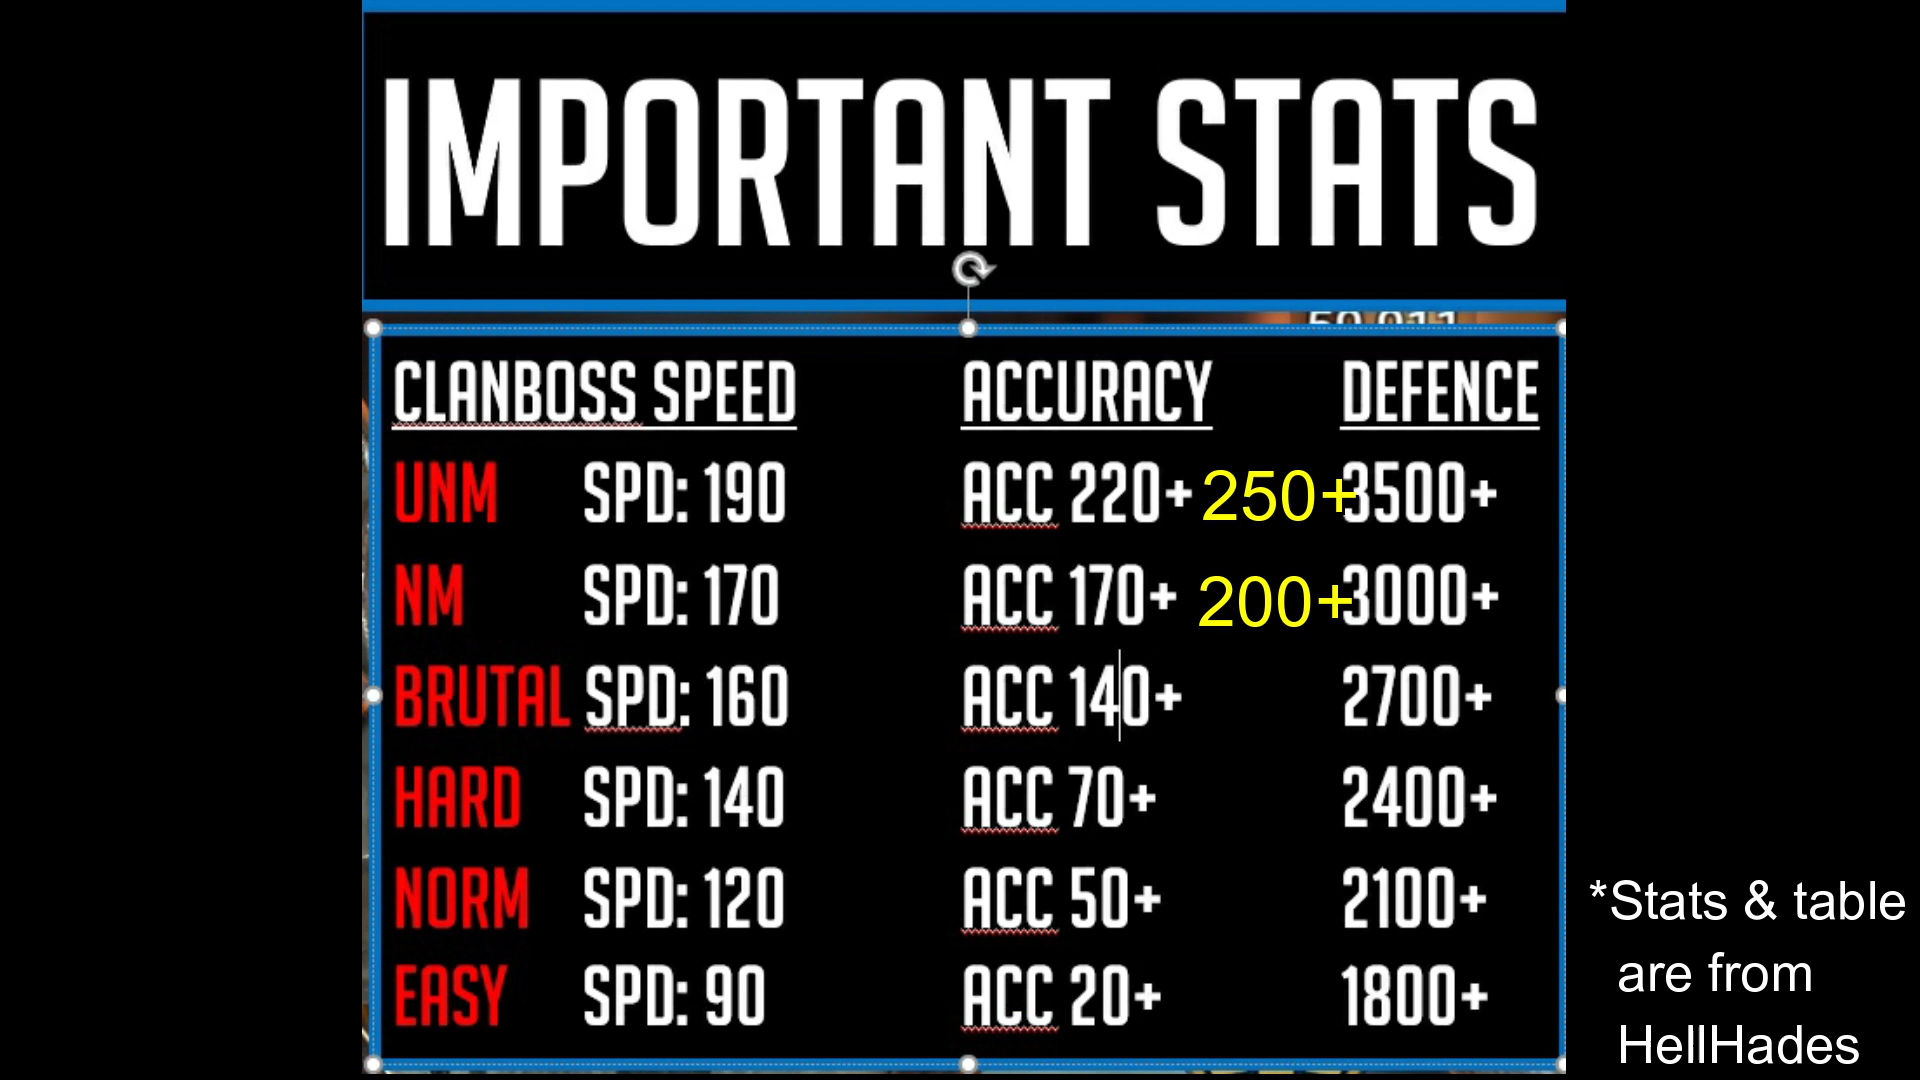 IMPORTANT STATS
CLANBOSS SPEED ACCURACY DEFENCE
UNM SPD: 190 ACC 220+ 250+ 3500+
NM SPD: 170 ACC 170+ 200+ 3000+
BRUTAL SPD: 160 ACC 140+ 2700+
HARD SPD: 140 ACC 70+ 2400+
NORM SPD: 120 ACC 50+ 2100+
EASY SPD: 90 ACC 20+ 1800+
*Stats & table
are from
HellHades